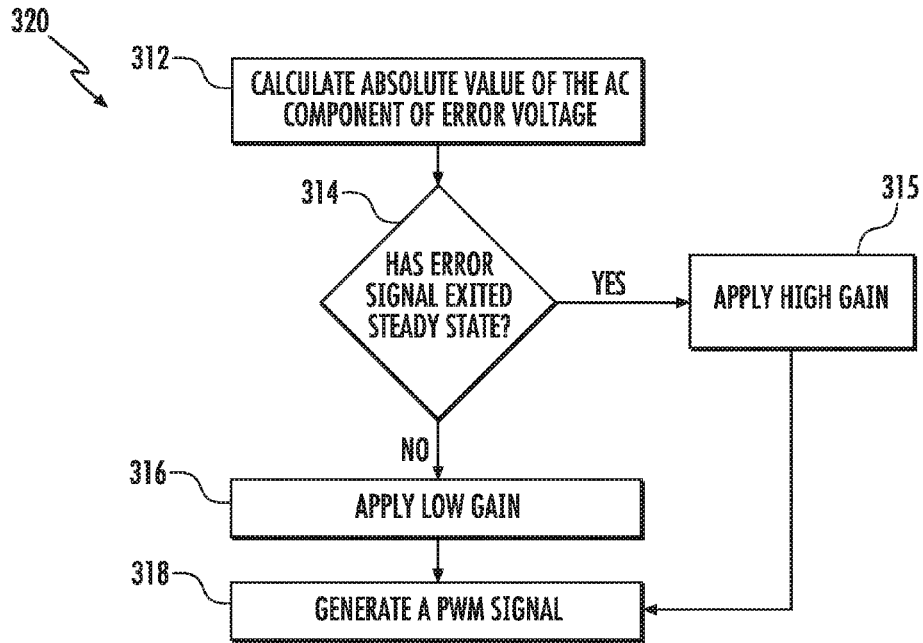 320
312
CALCULATE ABSOLUTE VALUE OF THE AC
COMPONENT OF ERROR VOLTAGE
314
HAS ERROR
SIGNAL EXITED
STEADY STATE?
YES
315
APPLY HIGH GAIN
NO
316
APPLY LOW GAIN
318
GENERATE A PWM SIGNAL